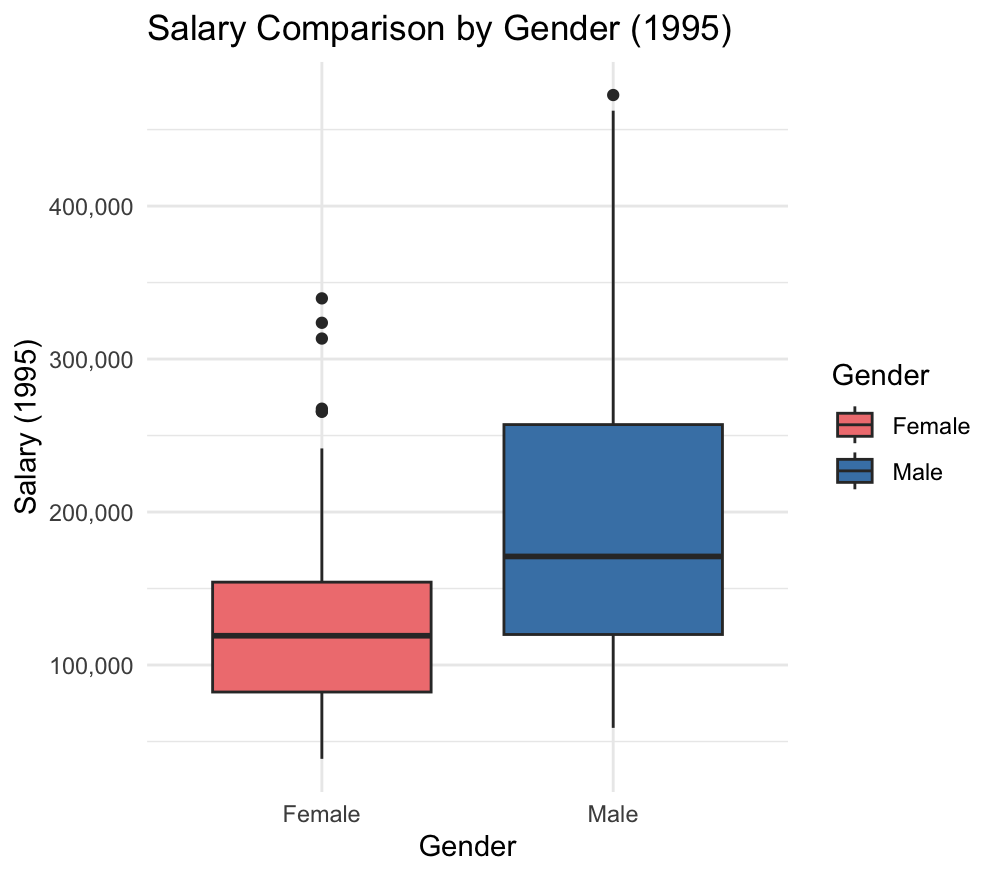 Salary Comparison by Gender (1995)
400,000
300,000
200,000
100,000
Salary (1995)
Female
Male
Gender
Gender
Female
Male